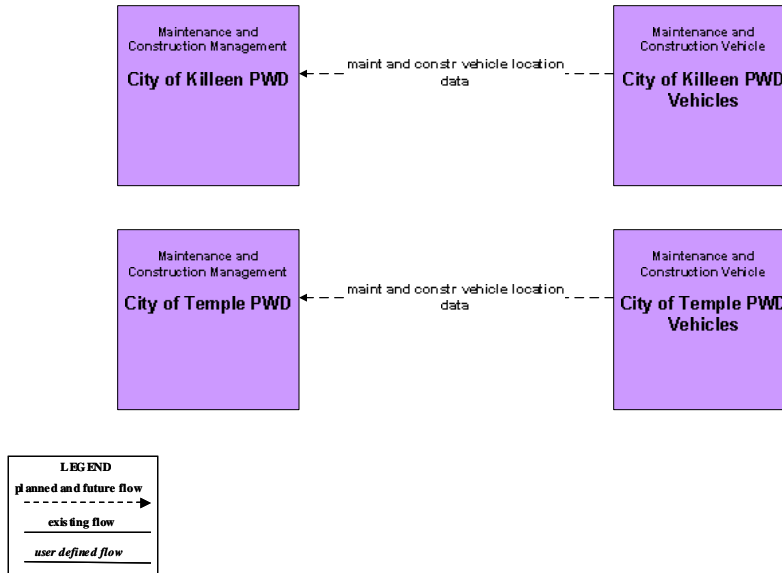 Maintenance and
Construction Management
City of Killeen PWD
maint and constr vehicle location
data
Maintenance and
Construction Vehicle
City of Killeen PWD
Vehicles
Maintenance and
Construction Management
City of Temple PWD
maint and constr vehicle location
data
Maintenance and
Construction Vehicle
City of Temple PWD
Vehicles
LEGEND
planned and future flow
existing flow
user defined flow